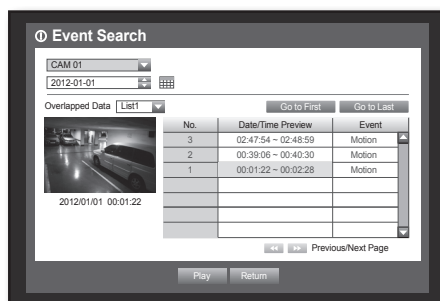 Event Search
CAM 01
2012-01-01
Overlapped Data List1
Go to First Go to Last
No. Date/Time Preview Event
3 02:47:54 ~ 02:48:59 Motion
2 00:39:06 ~ 00:40:30 Motion
1 00:01:22 ~ 00:02:28 Motion
2012/01/01 00:01:22
Previous/Next Page
Play Return